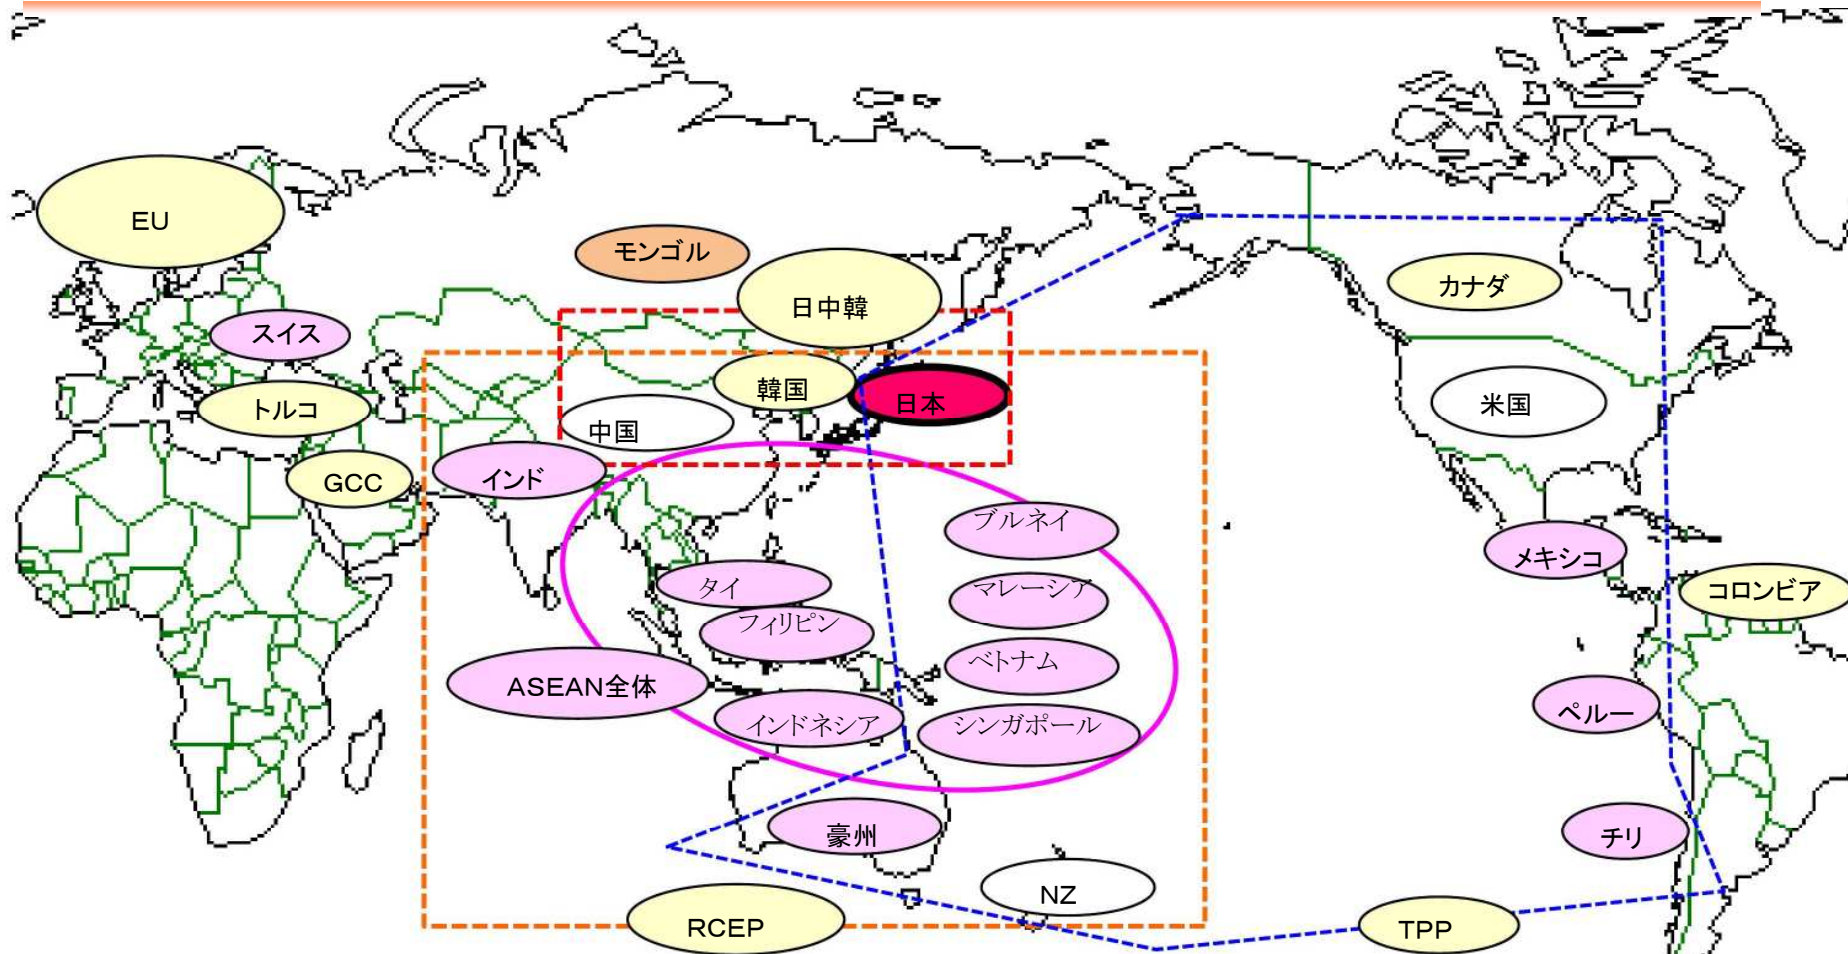 EU
モンゴル
日中韓
カナダ
スイス
韓国
日本
トルコ
中国
米国
インド
GCC
ブルネイ
メキシコ
タイ
マレーシア
コロンビア
フィリピン
ベトナム
ASEAN全体
インドネシア
シンガポール
ペルー
豪州
チリ
NZ
RCEP
TPP